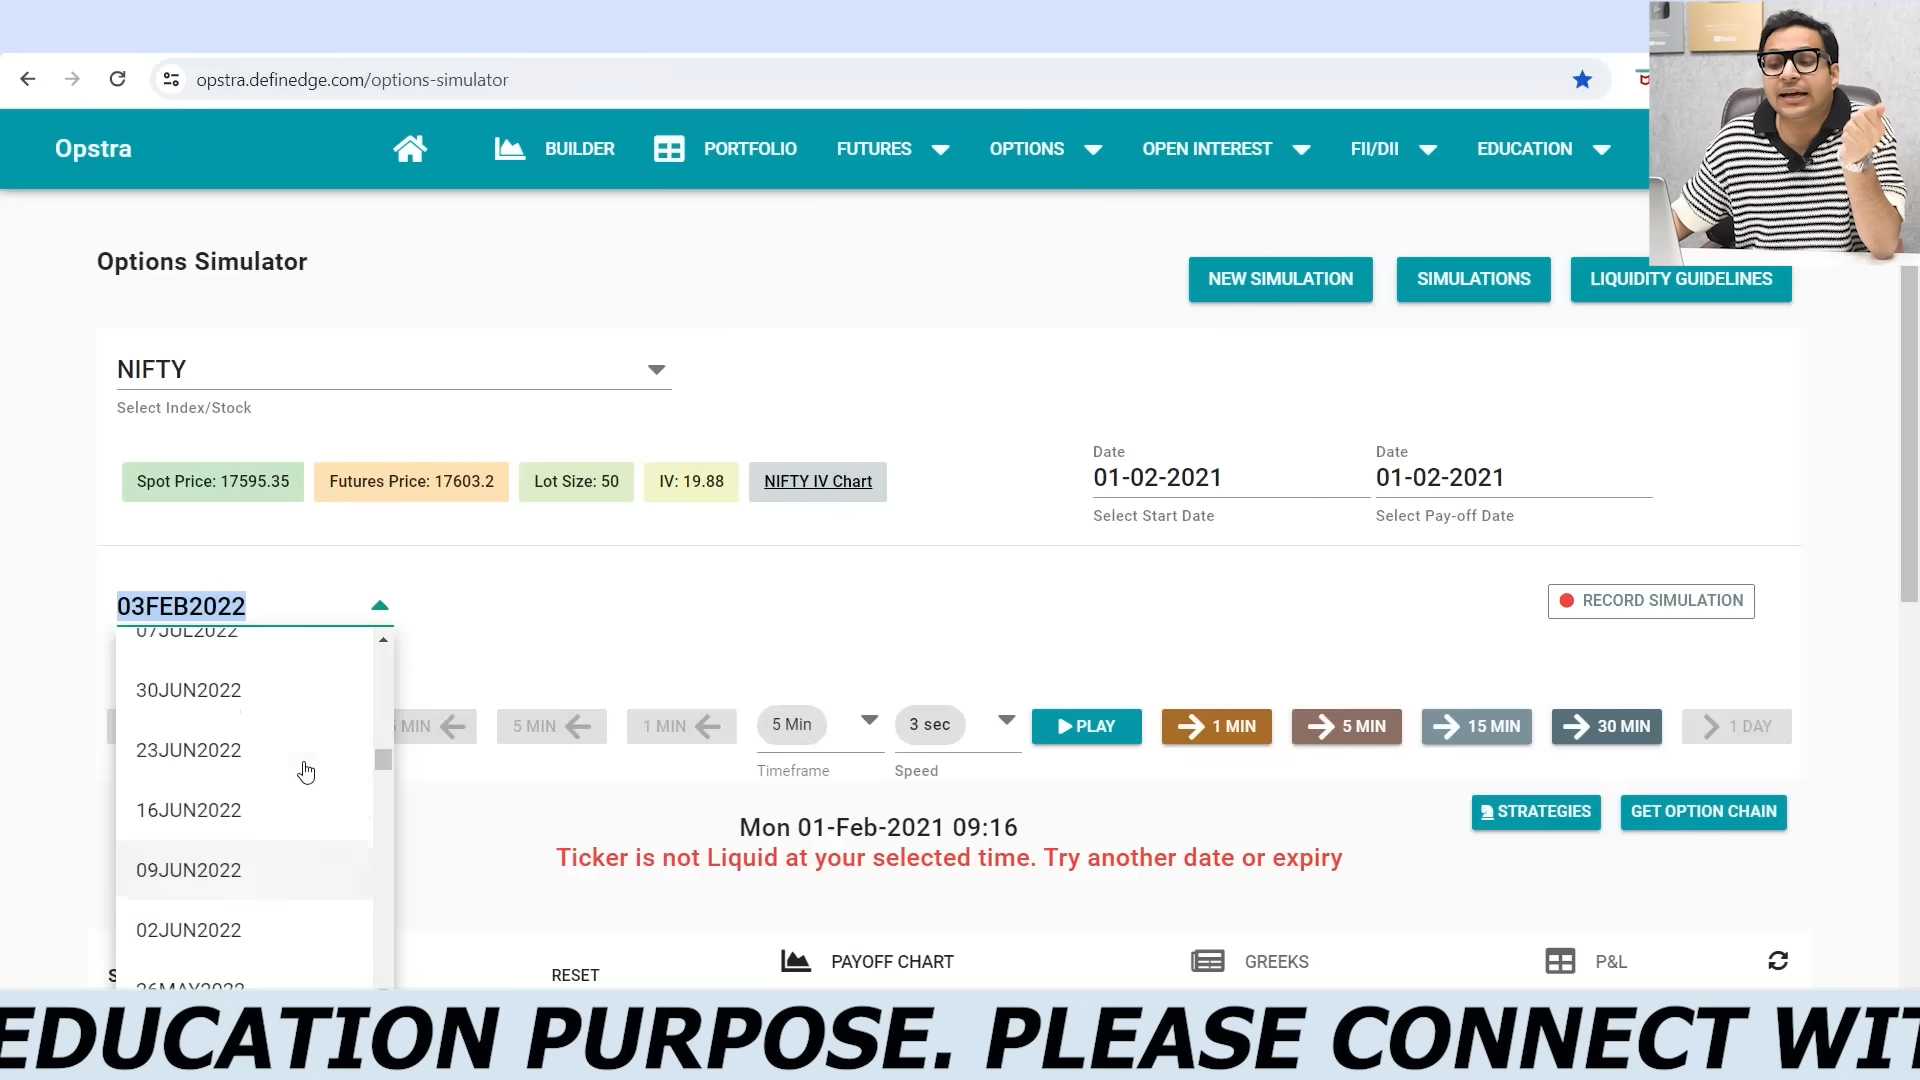 opstra.definedge.com/options-simulator
Opstra
BUILDER
PORTFOLIO
FUTURES
OPTIONS
OPEN INTEREST
FII/DII
EDUCATION
Options Simulator
NEW SIMULATION
SIMULATIONS
LIQUIDITY GUIDELINES
NIFTY
Select Index/Stock
Spot Price: 17595.35
Futures Price: 17603.2
Lot Size: 50
IV: 19.88
NIFTY IV Chart
Date
01-02-2021
Select Start Date
Date
01-02-2021
Select Pay-off Date
03FEB2022
RECORD SIMULATION
07JUL2022
30JUN2022
23JUN2022
16JUN2022
09JUN2022
02JUN2022
26MAY2022
MIN
5 MIN
1 MIN
5 Min
Timeframe
3 sec
Speed
PLAY
1 MIN
5 MIN
15 MIN
30 MIN
1 DAY
STRATEGIES
GET OPTION CHAIN
Mon 01-Feb-2021 09:16
Ticker is not Liquid at your selected time. Try another date or expiry
RESET
PAYOFF CHART
GREEKS
P&L
EDUCATION PURPOSE. PLEASE CONNECT WIT